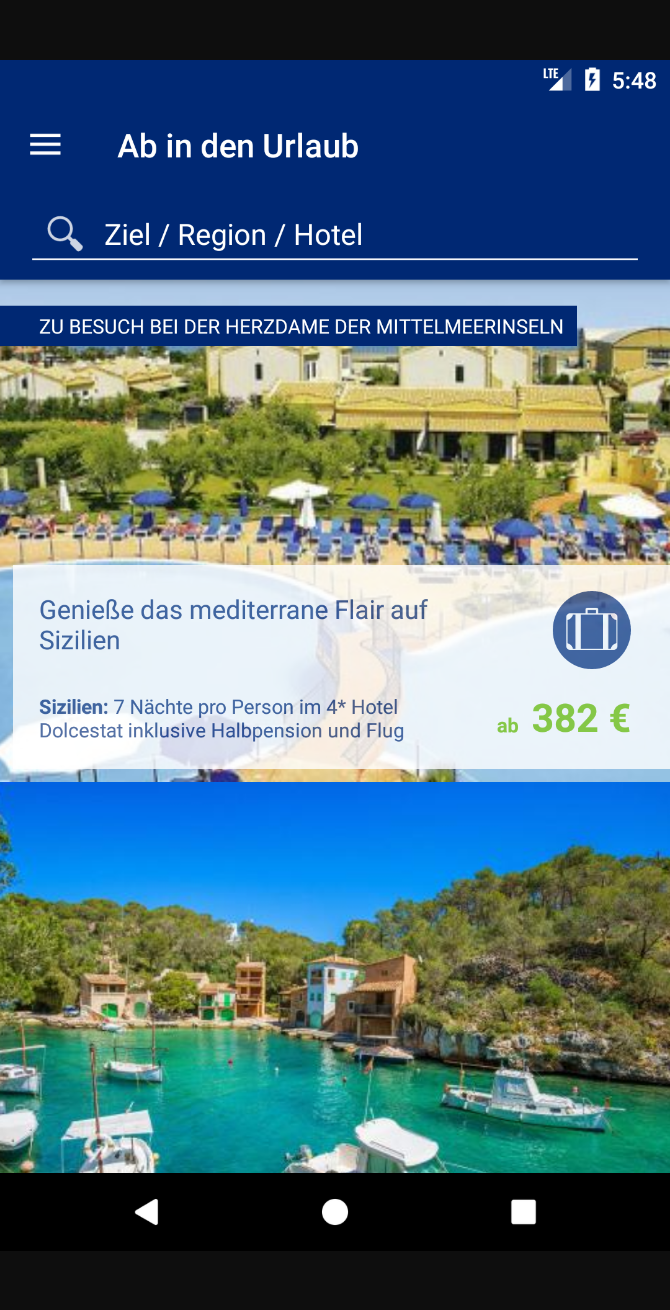 LTE 5:48
Ab in den Urlaub
Ziel / Region / Hotel
ZU BESUCH BEI DER HERZDAME DER MITTELMEERINSELN
Genieße das mediterrane Flair auf
Sizilien
Sizilien: 7 Nächte pro Person im 4* Hotel
Dolcestat inklusive Halbpension und Flug
ab 382 €